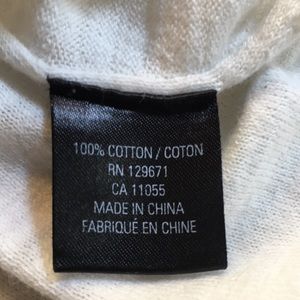 100% COTTON / COTON
RN 129671
CA 11055
MADE IN CHINA
FABRIQUÉ EN CHINE